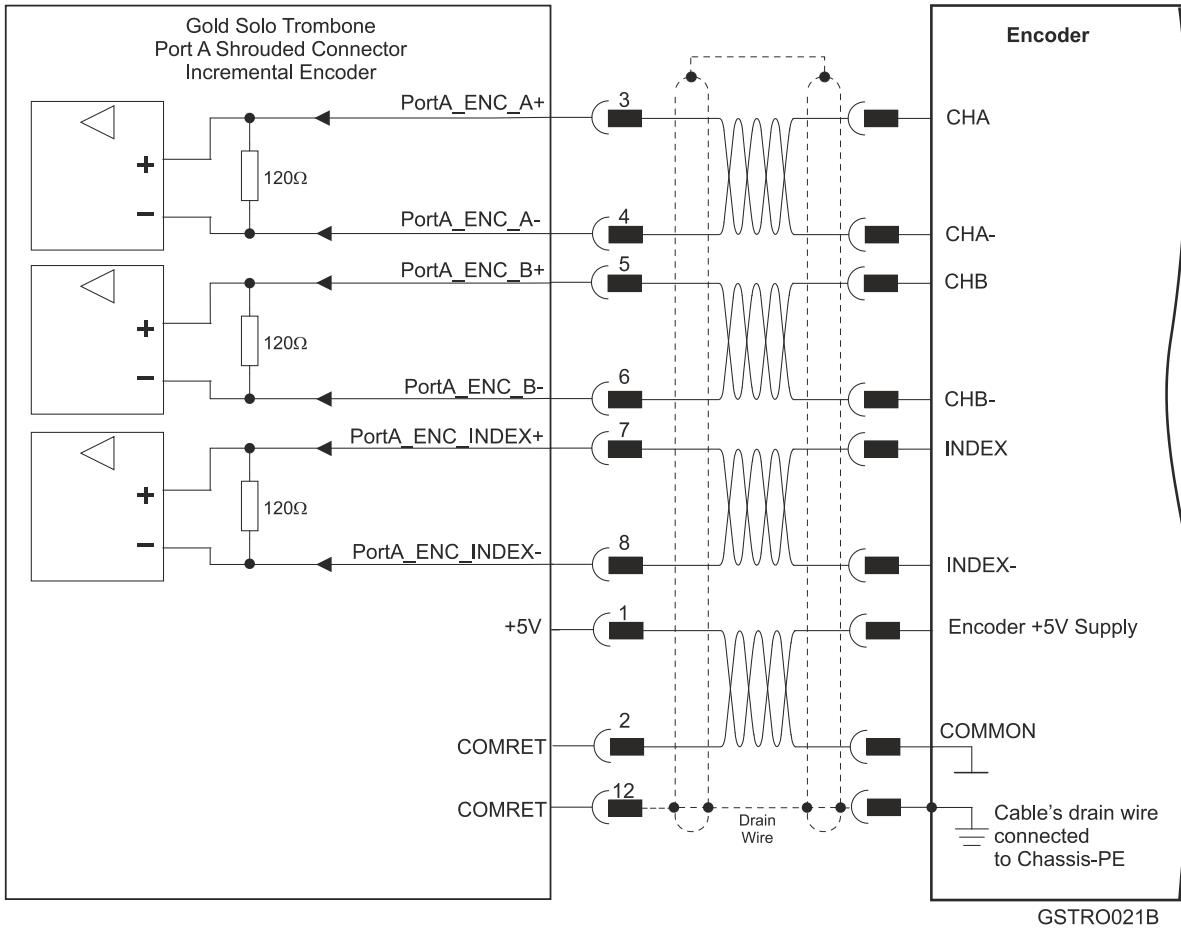 Gold Solo Trombone
Port A Shrouded Connector
Incremental Encoder
Encoder
PortA_ENC_A+
3
CHA
+
120Ω
−
PortA_ENC_A-
4
CHA-
PortA_ENC_B+
5
CHB
+
120Ω
−
PortA_ENC_B-
6
CHB-
PortA_ENC_INDEX+
7
INDEX
+
120Ω
−
PortA_ENC_INDEX-
8
INDEX-
+5V
1
Encoder +5V Supply
COMRET
2
COMMON
COMRET
12
Drain
Wire
Cable's drain wire
connected
to Chassis-PE
GSTRO021B